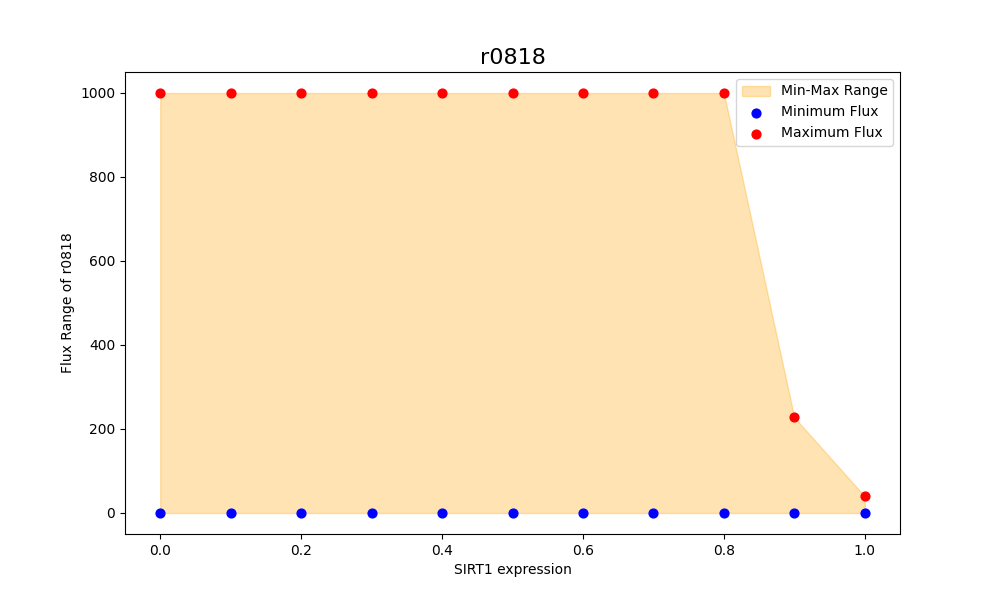 r0818
Min-Max Range
Minimum Flux
Maximum Flux
1000
800
600
400
200
0
Flux Range of r0818
0.0 0.2 0.4 0.6 0.8 1.0
SIRT1 expression